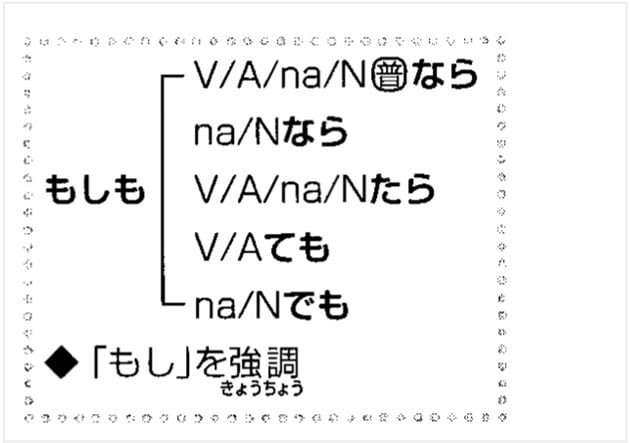 V/A/na/N㊞普なら
na/Nなら
もしも V/A/na/Nたら
V/Aても
na/Nでも
◆「もし」を強調
きょうちょう